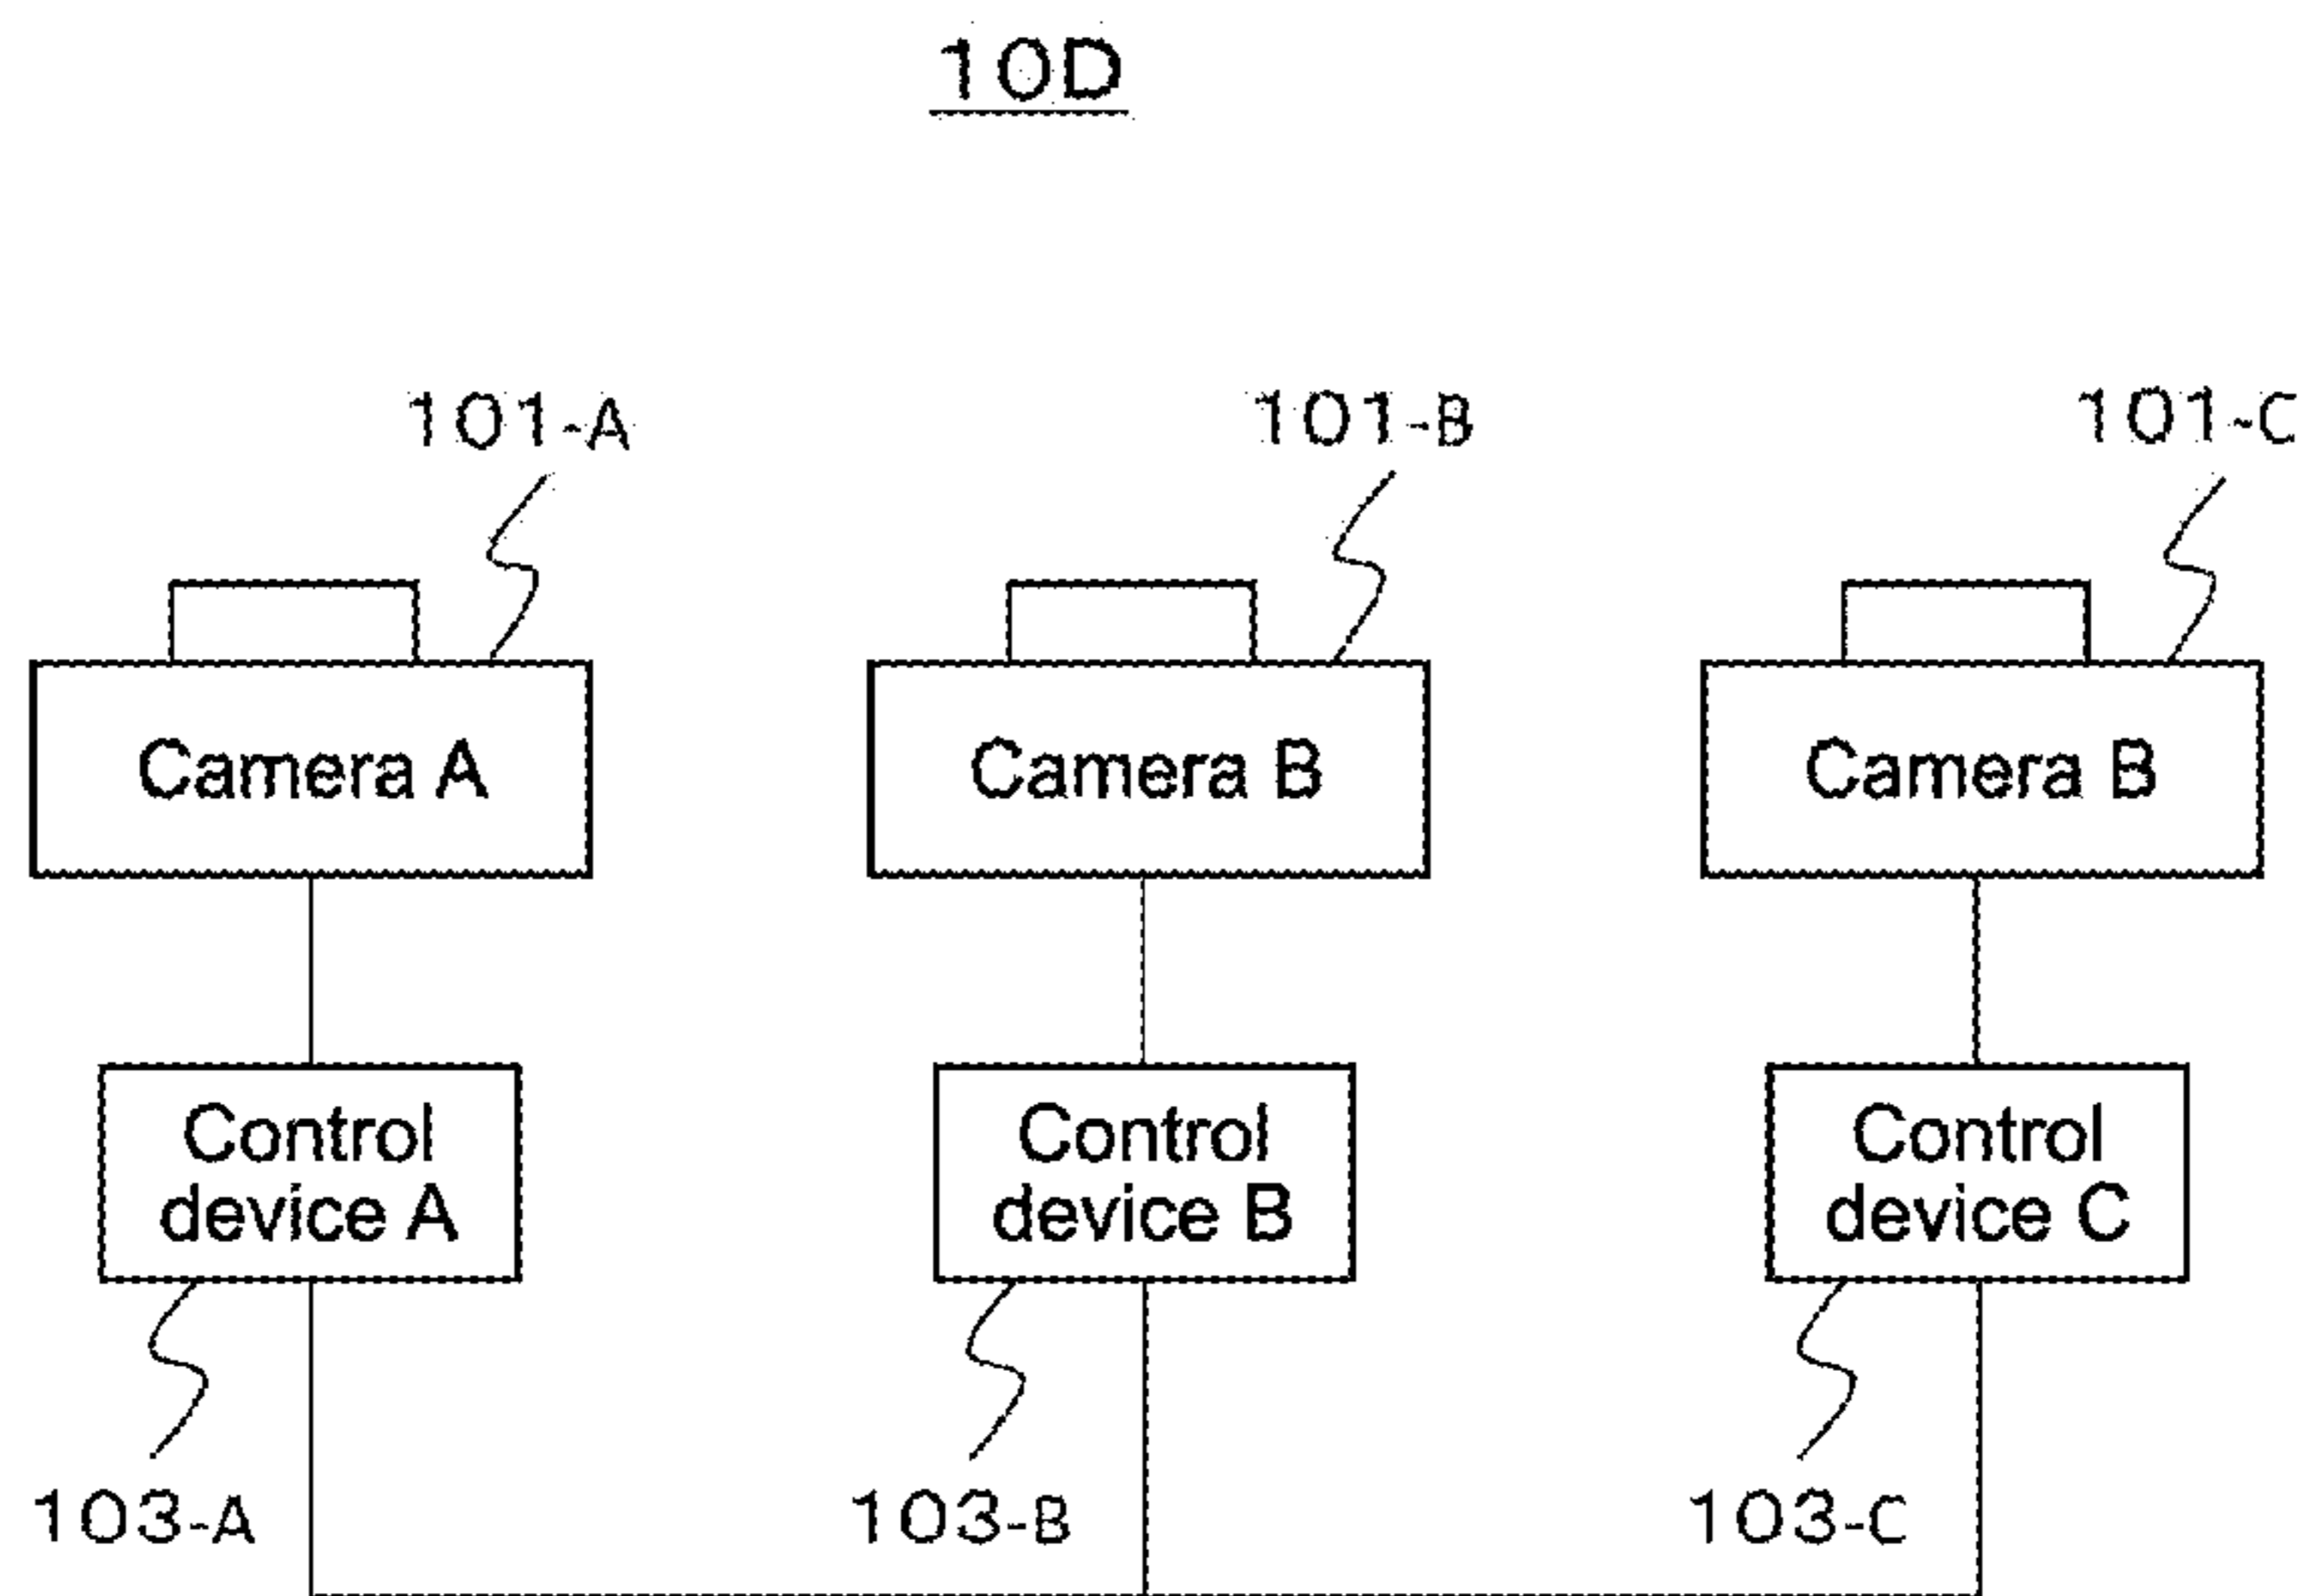 10D
101-A
101-B
101-C
Camera A
Camera B
Camera B
Control
device A
Control
device B
Control
device C
103-A
103-B
103-C